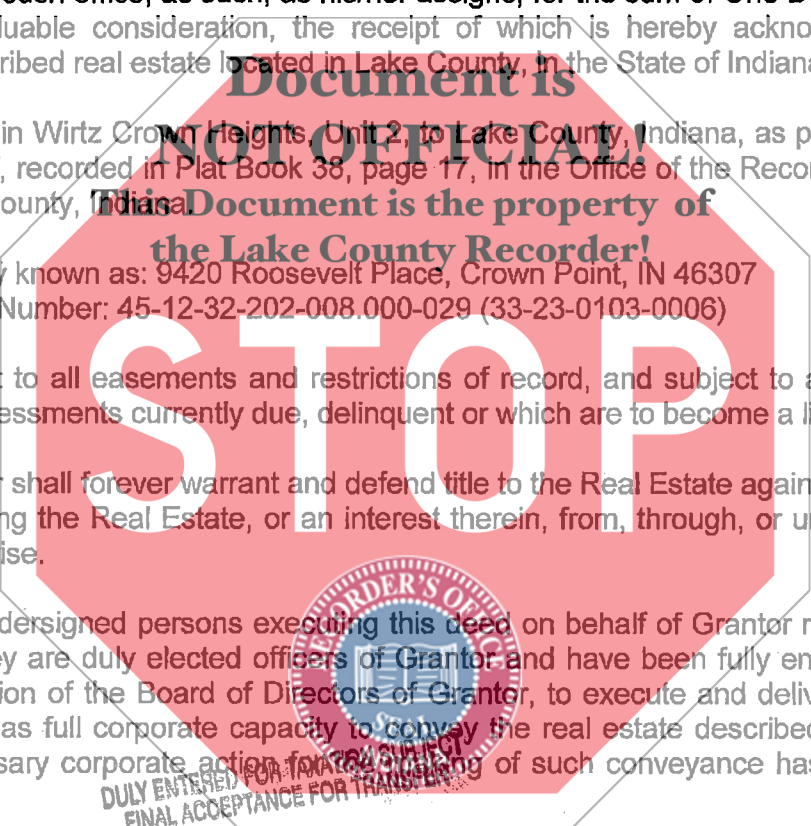 luable consideration, the receipt of which is hereby ackno
ribed real estate located in Lake County, in the State of Indiana
Document is
in Wirtz Crown Heights, Unit 2, to Lake County, Indiana, as p
NOT OFFICIAL!
, recorded in Plat Book 38, page 17, in the Office of the Recor
ounty, Indiana.
This Document is the property of
the Lake County Recorder!
y known as: 9420 Roosevelt Place, Crown Point, IN 46307
Number: 45-12-32-202-008.000-029 (33-23-0103-0006)
t to all easements and restrictions of record, and subject to a
essments currently due, delinquent or which are to become a li
STOP
r shall forever warrant and defend title to the Real Estate again
ng the Real Estate, or an interest therein, from, through, or u
ise.
dersigned persons executing this deed on behalf of Grantor r
ey are duly elected officers of Grantor and have been fully em
ion of the Board of Directors of Grantor, to execute and deliv
as full corporate capacity to convey the real estate described
sary corporate action for the making of such conveyance has
RECORDER'S OFFICE
SEAL
DULY ENTERED FOR TAXATION SUBJECT
FINAL ACCEPTANCE FOR TRANSFER